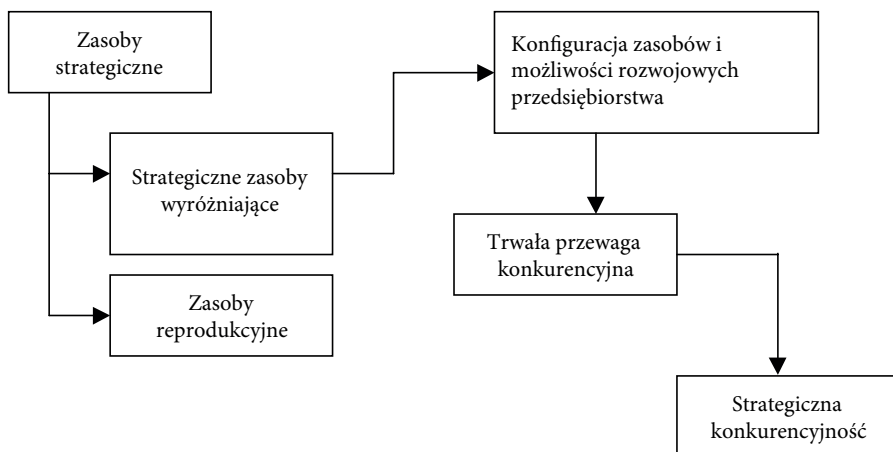 Zasoby
strategiczne
Strategiczne zasoby
wyróżniające
Zasoby
reprodukcyjne
Konfiguracja zasobów i
możliwości rozwojowych
przedsiębiorstwa
Trwała przewaga
konkurencyjna
Strategiczna
konkurencyjność